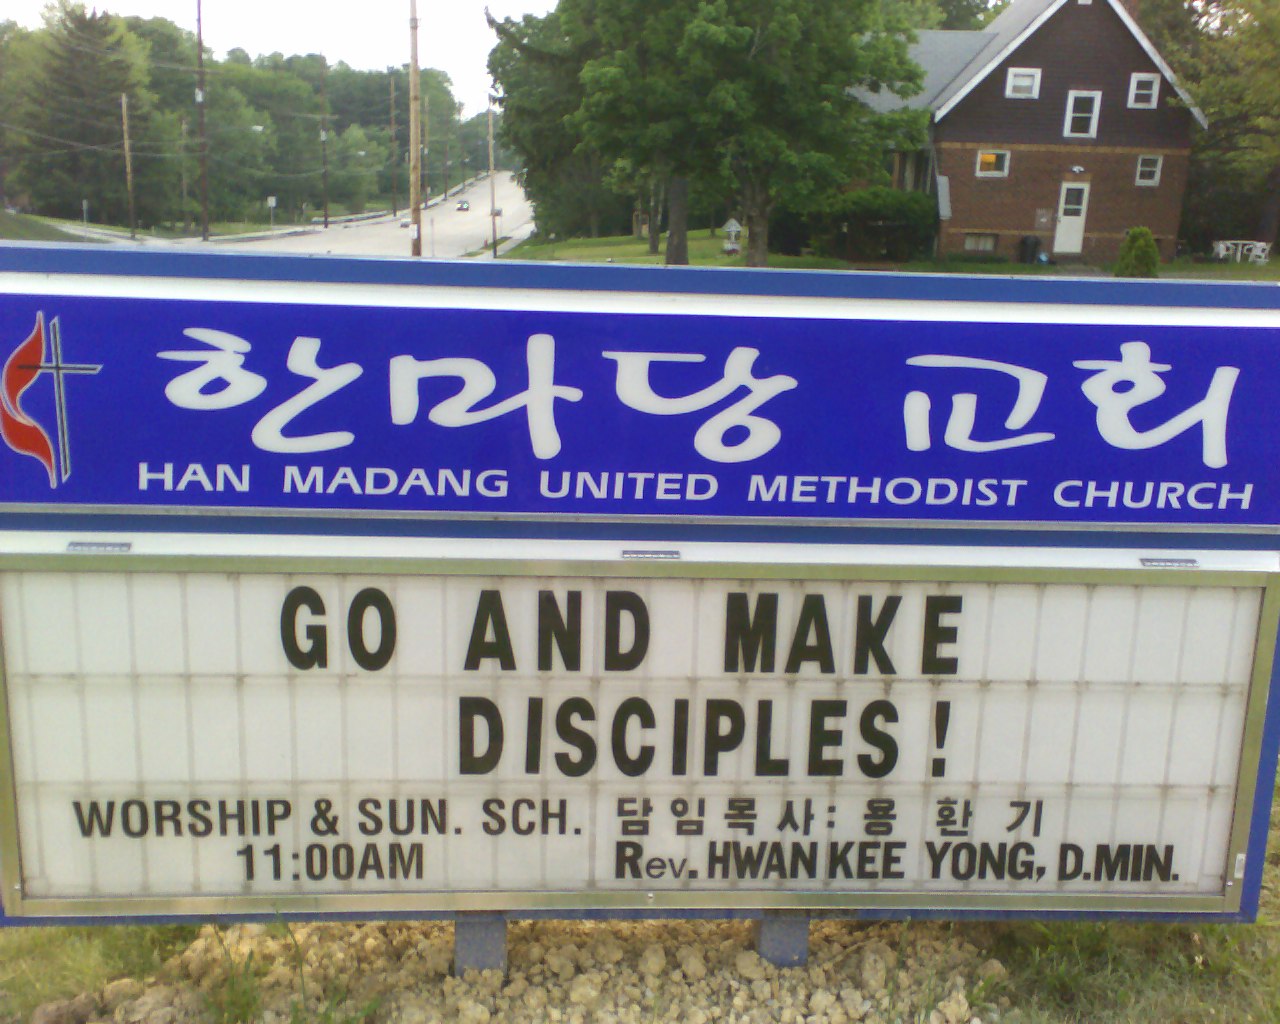 한마당 교회
HAN MADANG UNITED METHODIST CHURCH
GO AND MAKE
DISCIPLES!
WORSHIP & SUN. SCH.
11:00AM
담임목사: 용 환 기
Rev. HWAN KEE YONG, D.MIN.